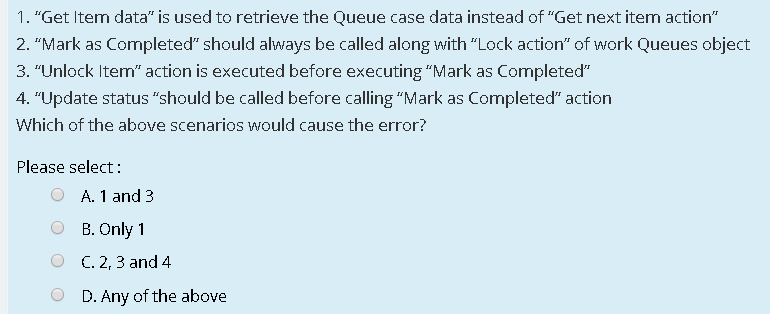 1. “Get Item data” is used to retrieve the Queue case data instead of “Get next item action”
2. “Mark as Completed” should always be called along with “Lock action” of work Queues object
3. “Unlock Item” action is executed before executing “Mark as Completed”
4. “Update status “should be called before calling “Mark as Completed” action
Which of the above scenarios would cause the error?
Please select :
A. 1 and 3
B. Only 1
C. 2, 3 and 4
D. Any of the above